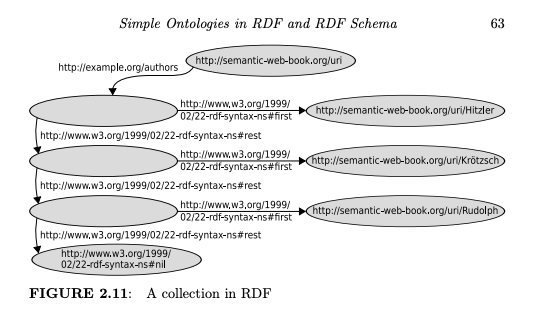 Simple Ontologies in RDF and RDF Schema 63
http://semantic-web-book.org/uri
http://example.org/authors
http://www.w3.org/1999/
02/22-rdf-syntax-ns#first
http://semantic-web-book.org/uri/Hitzler
http://www.w3.org/1999/02/22-rdf-syntax-ns#rest
http://www.w3.org/1999/
02/22-rdf-syntax-ns#first
http://semantic-web-book.org/uri/Krötzsch
http://www.w3.org/1999/02/22-rdf-syntax-ns#rest
http://www.w3.org/1999/
02/22-rdf-syntax-ns#first
http://semantic-web-book.org/uri/Rudolph
http://www.w3.org/1999/02/22-rdf-syntax-ns#rest
http://www.w3.org/1999/
02/22-rdf-syntax-ns#nil
FIGURE 2.11: A collection in RDF